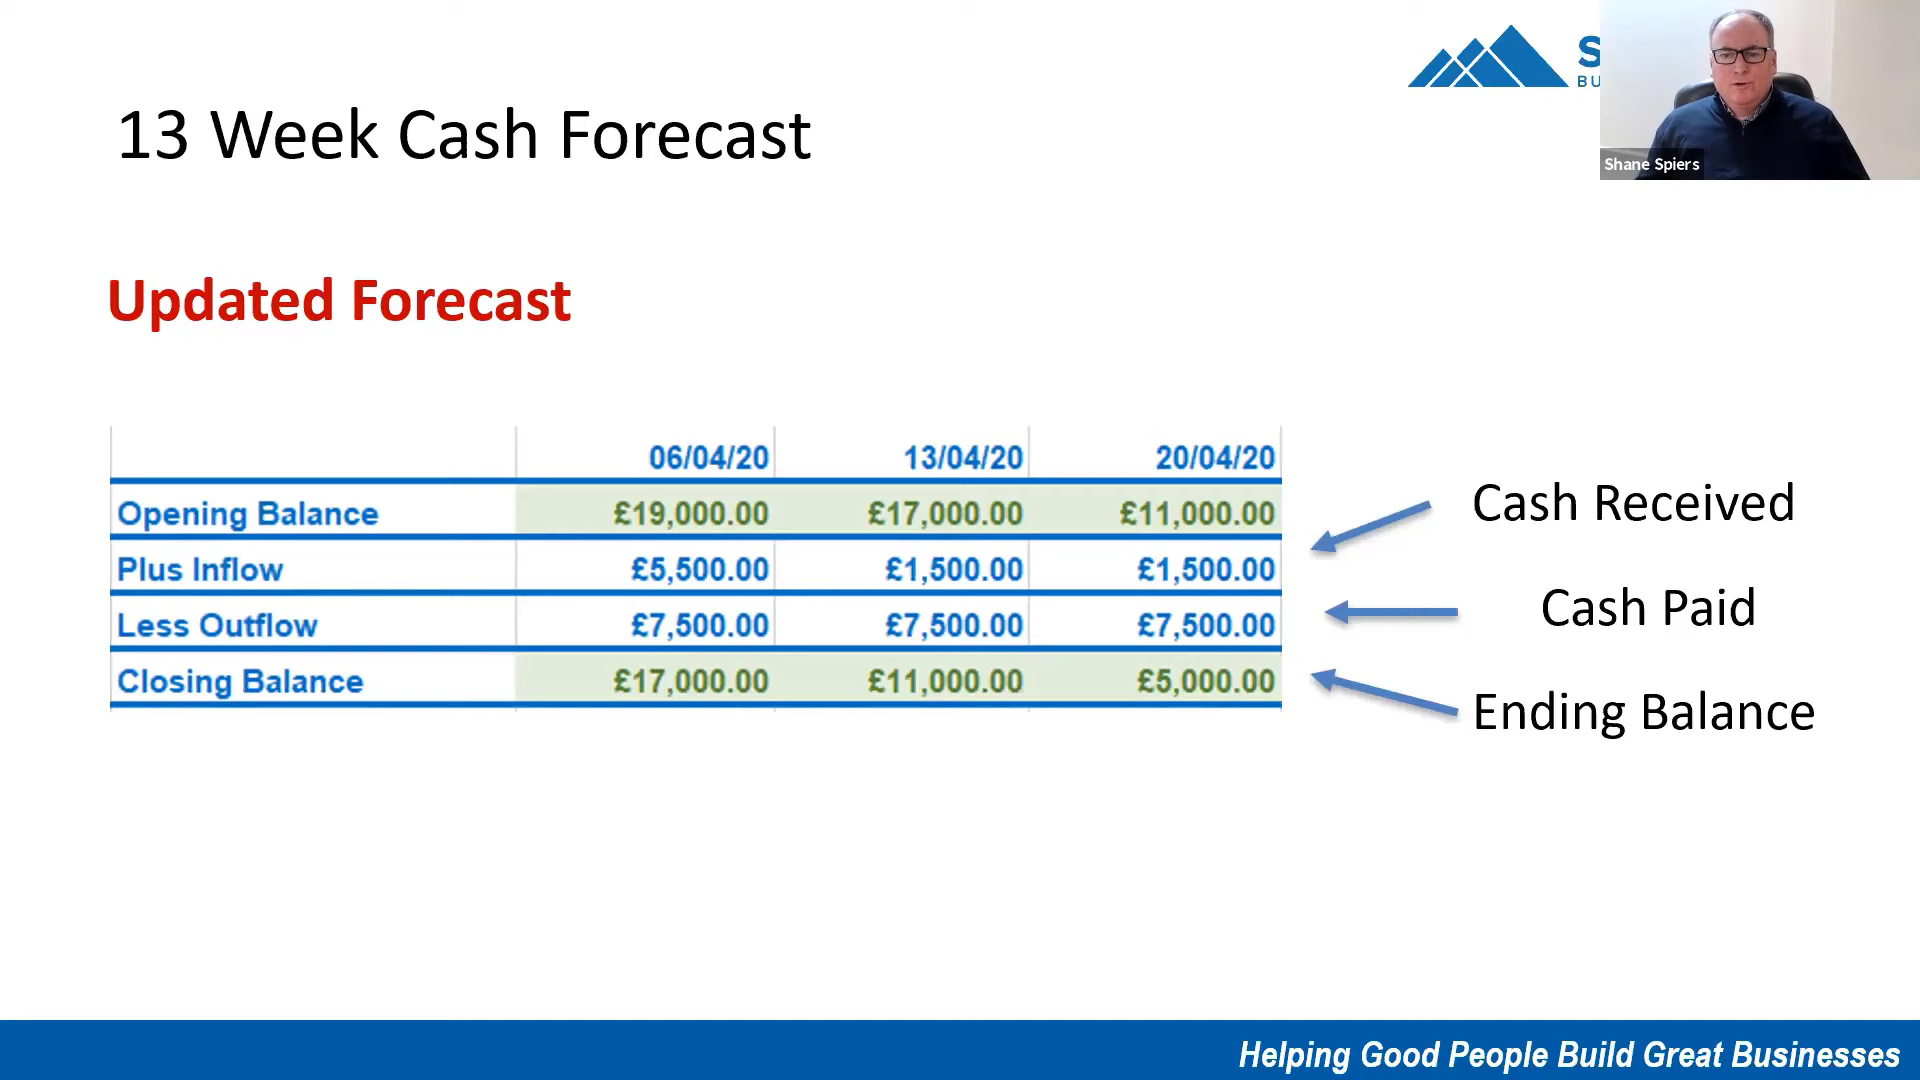 S
BU
Shane Spiers
13 Week Cash Forecast
Updated Forecast
06/04/20 13/04/20 20/04/20
Opening Balance £19,000.00 £17,000.00 £11,000.00
Plus Inflow £5,500.00 £1,500.00 £1,500.00
Less Outflow £7,500.00 £7,500.00 £7,500.00
Closing Balance £17,000.00 £11,000.00 £5,000.00
Cash Received
Cash Paid
Ending Balance
Helping Good People Build Great Businesses